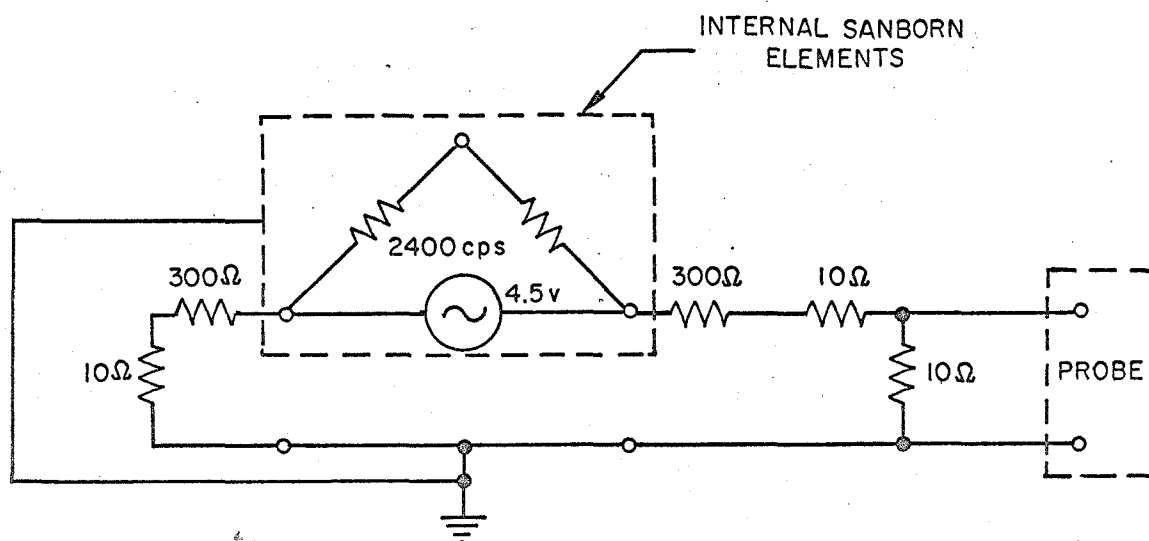 INTERNAL SANBORN
ELEMENTS
2400 cps
4.5 v
300Ω
10Ω
300Ω
10Ω
10Ω
PROBE